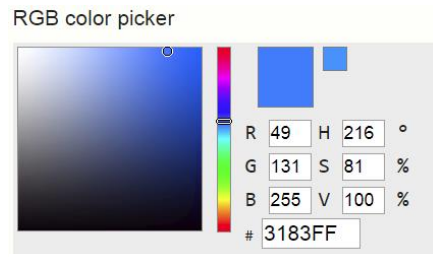 RGB color picker
R 49 H 216 °
G 131 S 81 %
B 255 V 100 %
# 3183FF